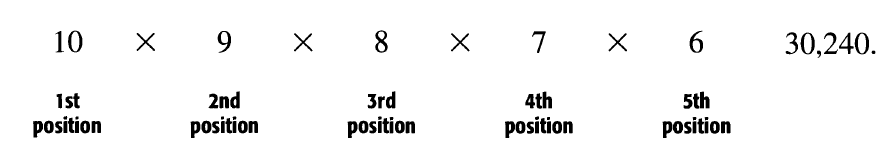 10 × 9 × 8 × 7 × 6 30,240.
1st 2nd 3rd 4th 5th
position position position position position